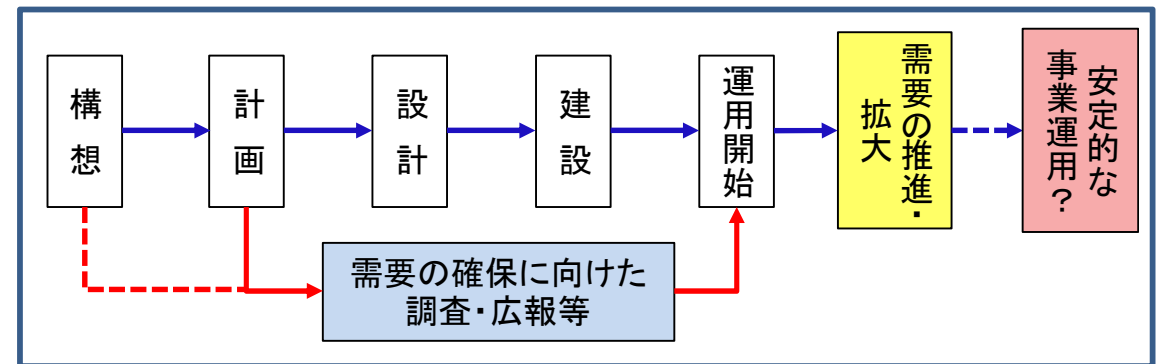 構想
計画
設計
建設
運用開始
需要の推進・
拡大
安定的な
事業運用？
需要の確保に向けた
調査・広報等